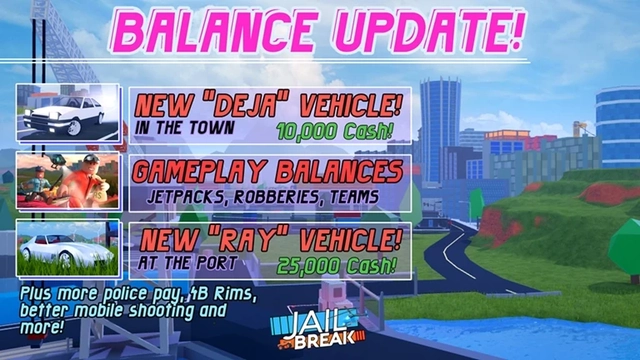 BALANCE UPDATE!
NEW "DEJA" VEHICLE!
IN THE TOWN 10,000 Cash!
GAMEPLAY BALANCES
JETPACKS, ROBBERIES, TEAMS
NEW "RAY" VEHICLE!
AT THE PORT 25,000 Cash!
Plus more police pay, 4B Rims,
better mobile shooting and
more!
JAIL
BREAK